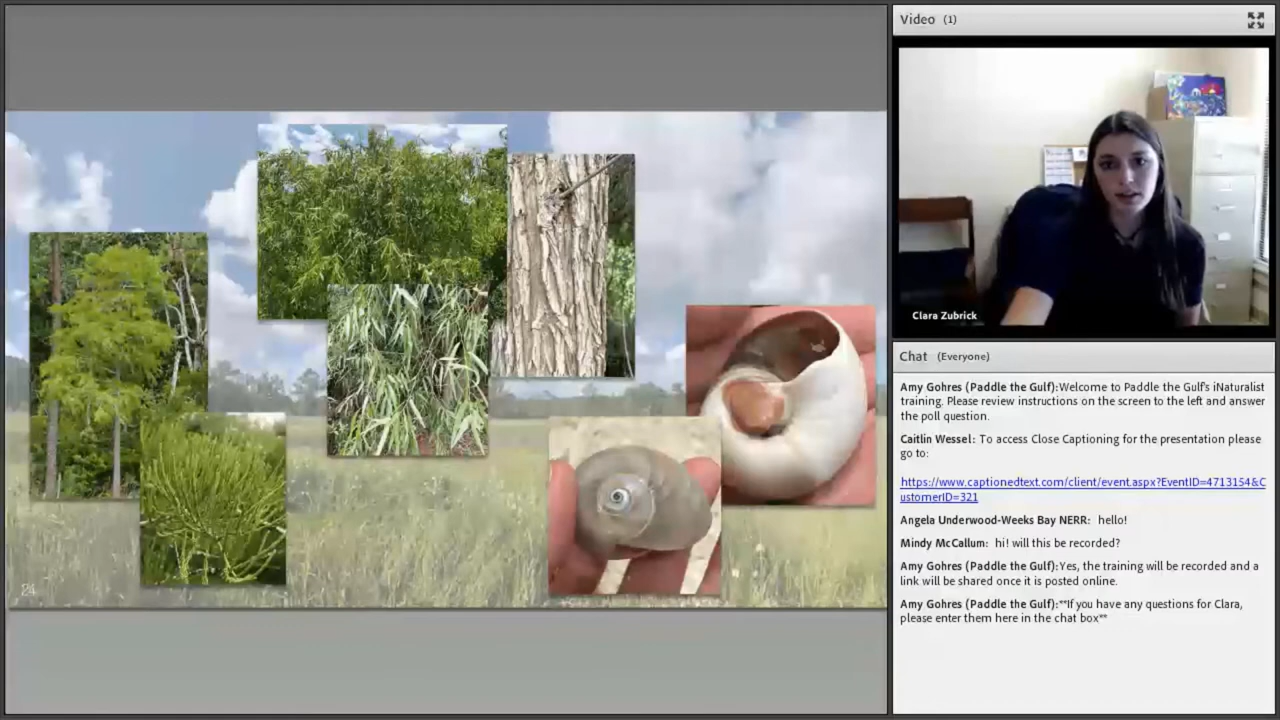 24
Video (1)
Clara Zubrick
Chat (Everyone)
Amy Gohres (Paddle the Gulf):Welcome to Paddle the Gulf's iNaturalist
training. Please review instructions on the screen to the left and answer
the poll question.
Caitlin Wessel: To access Close Captioning for the presentation please
go to:
https://www.captionedtext.com/client/event.aspx?EventID=4713154&C
ustomerID=321
Angela Underwood-Weeks Bay NERR: hello!
Mindy McCallum: hi! will this be recorded?
Amy Gohres (Paddle the Gulf):Yes, the training will be recorded and a
link will be shared once it is posted online.
Amy Gohres (Paddle the Gulf):**If you have any questions for Clara,
please enter them here in the chat box**